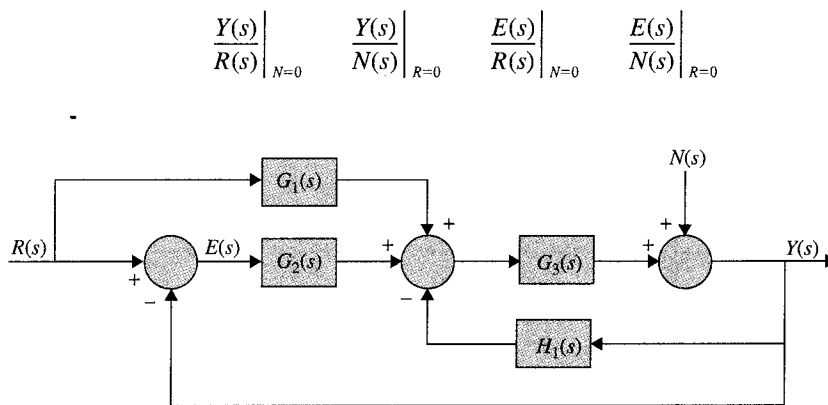 Y(s)/R(s)|N=0 Y(s)/N(s)|R=0 E(s)/R(s)|N=0 E(s)/N(s)|R=0
N(s)
G1(s)
+ +
R(s) E(s) G2(s) + G3(s) + Y(s)
+
− −
H1(s)